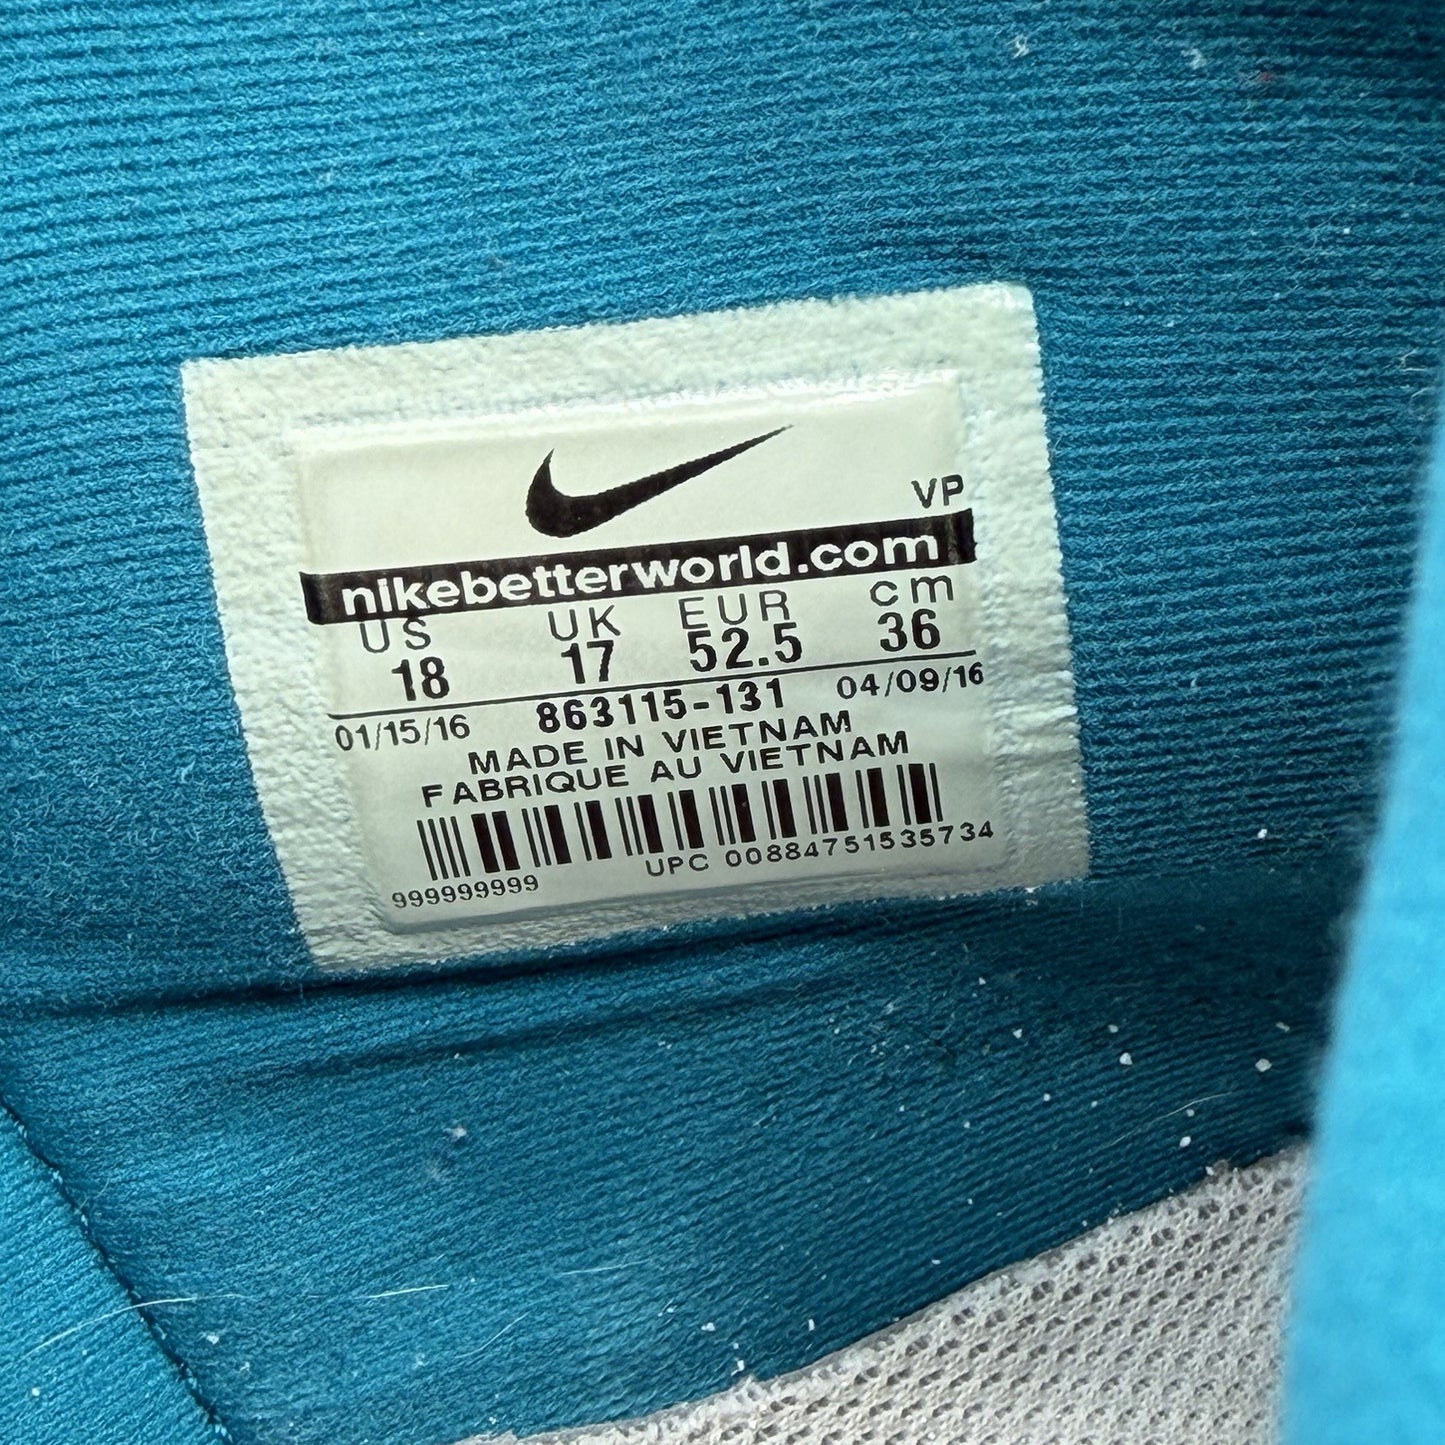 VP
nikebetterworld.com
US UK EUR cm
18 17 52.5 36
01/15/16 863115-131 04/09/16
MADE IN VIETNAM
FABRIQUE AU VIETNAM
UPC 00884751535734
999999999